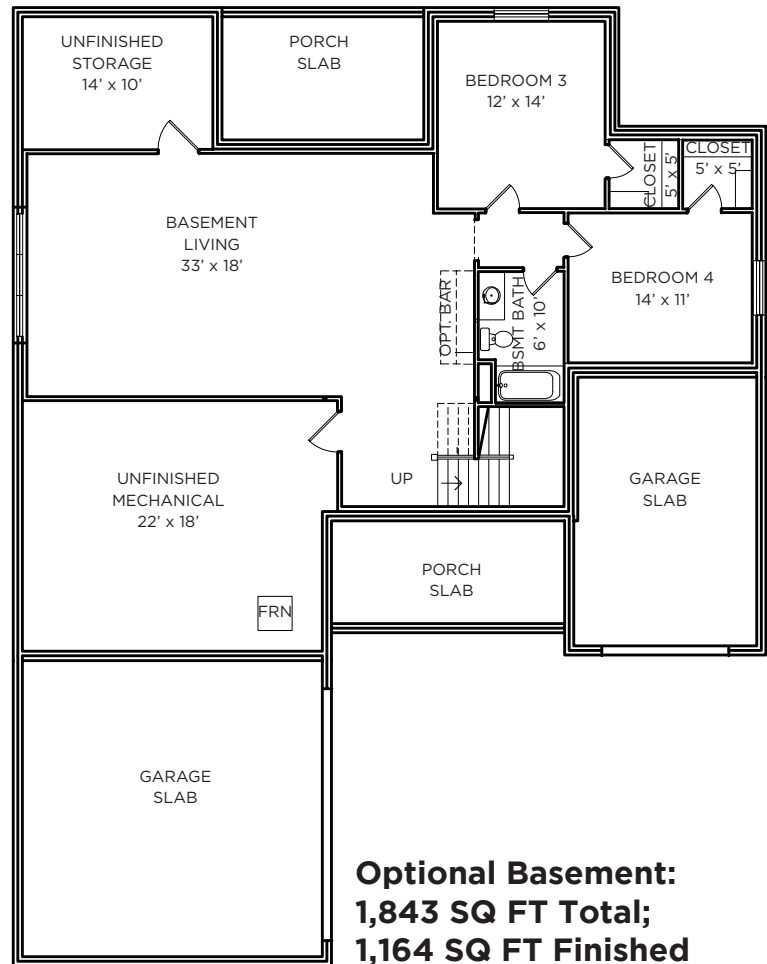 UNFINISHED
STORAGE
14’ x 10’
PORCH
SLAB
BEDROOM 3
12’ x 14’
CLOSET
5’ x 5’
CLOSET
5’ x 5’
BASEMENT
LIVING
33’ x 18’
BEDROOM 4
14’ x 11’
OPT. BAR
BSMT BATH
6’ x 10’
UNFINISHED
MECHANICAL
22’ x 18’
UP
GARAGE
SLAB
PORCH
SLAB
FRN
GARAGE
SLAB
Optional Basement:
1,843 SQ FT Total;
1,164 SQ FT Finished